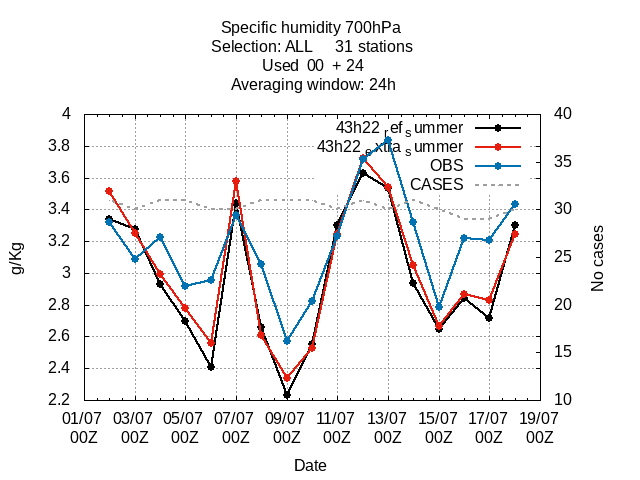 Specific humidity 700hPa
Selection: ALL 31 stations
Used 00 + 24
Averaging window: 24h
43h22_ref_summer
43h22_extra_summer
OBS
CASES
4
3.8
3.6
3.4
3.2
3
2.8
2.6
2.4
2.2
g/Kg
40
35
30
25
20
15
10
No cases
01/07 03/07 05/07 07/07 09/07 11/07 13/07 15/07 17/07 19/07
00Z 00Z 00Z 00Z 00Z 00Z 00Z 00Z 00Z 00Z
Date